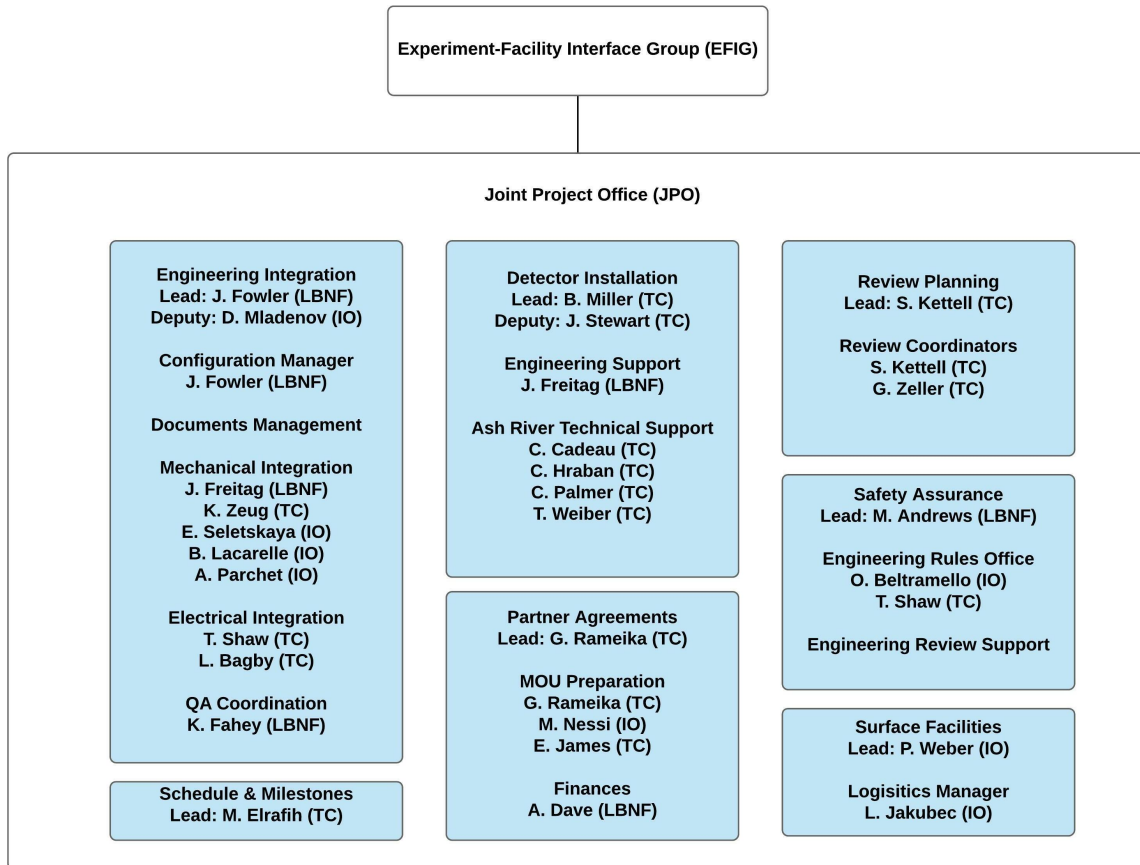 Experiment-Facility Interface Group (EFIG)
Joint Project Office (JPO)
Engineering Integration
Lead: J. Fowler (LBNF)
Deputy: D. Mladenov (IO)
Configuration Manager
J. Fowler (LBNF)
Documents Management
Mechanical Integration
J. Freitag (LBNF)
K. Zeug (TC)
E. Seletskaya (IO)
B. Lacarelle (IO)
A. Parchet (IO)
Electrical Integration
T. Shaw (TC)
L. Bagby (TC)
QA Coordination
K. Fahey (LBNF)
Schedule & Milestones
Lead: M. Elrafih (TC)
Detector Installation
Lead: B. Miller (TC)
Deputy: J. Stewart (TC)
Engineering Support
J. Freitag (LBNF)
Ash River Technical Support
C. Cadeau (TC)
C. Hraban (TC)
C. Palmer (TC)
T. Weiber (TC)
Partner Agreements
Lead: G. Rameika (TC)
MOU Preparation
G. Rameika (TC)
M. Nessi (IO)
E. James (TC)
Finances
A. Dave (LBNF)
Review Planning
Lead: S. Kettell (TC)
Review Coordinators
S. Kettell (TC)
G. Zeller (TC)
Safety Assurance
Lead: M. Andrews (LBNF)
Engineering Rules Office
O. Beltramello (IO)
T. Shaw (TC)
Engineering Review Support
Surface Facilities
Lead: P. Weber (IO)
Logisitics Manager
L. Jakubec (IO)